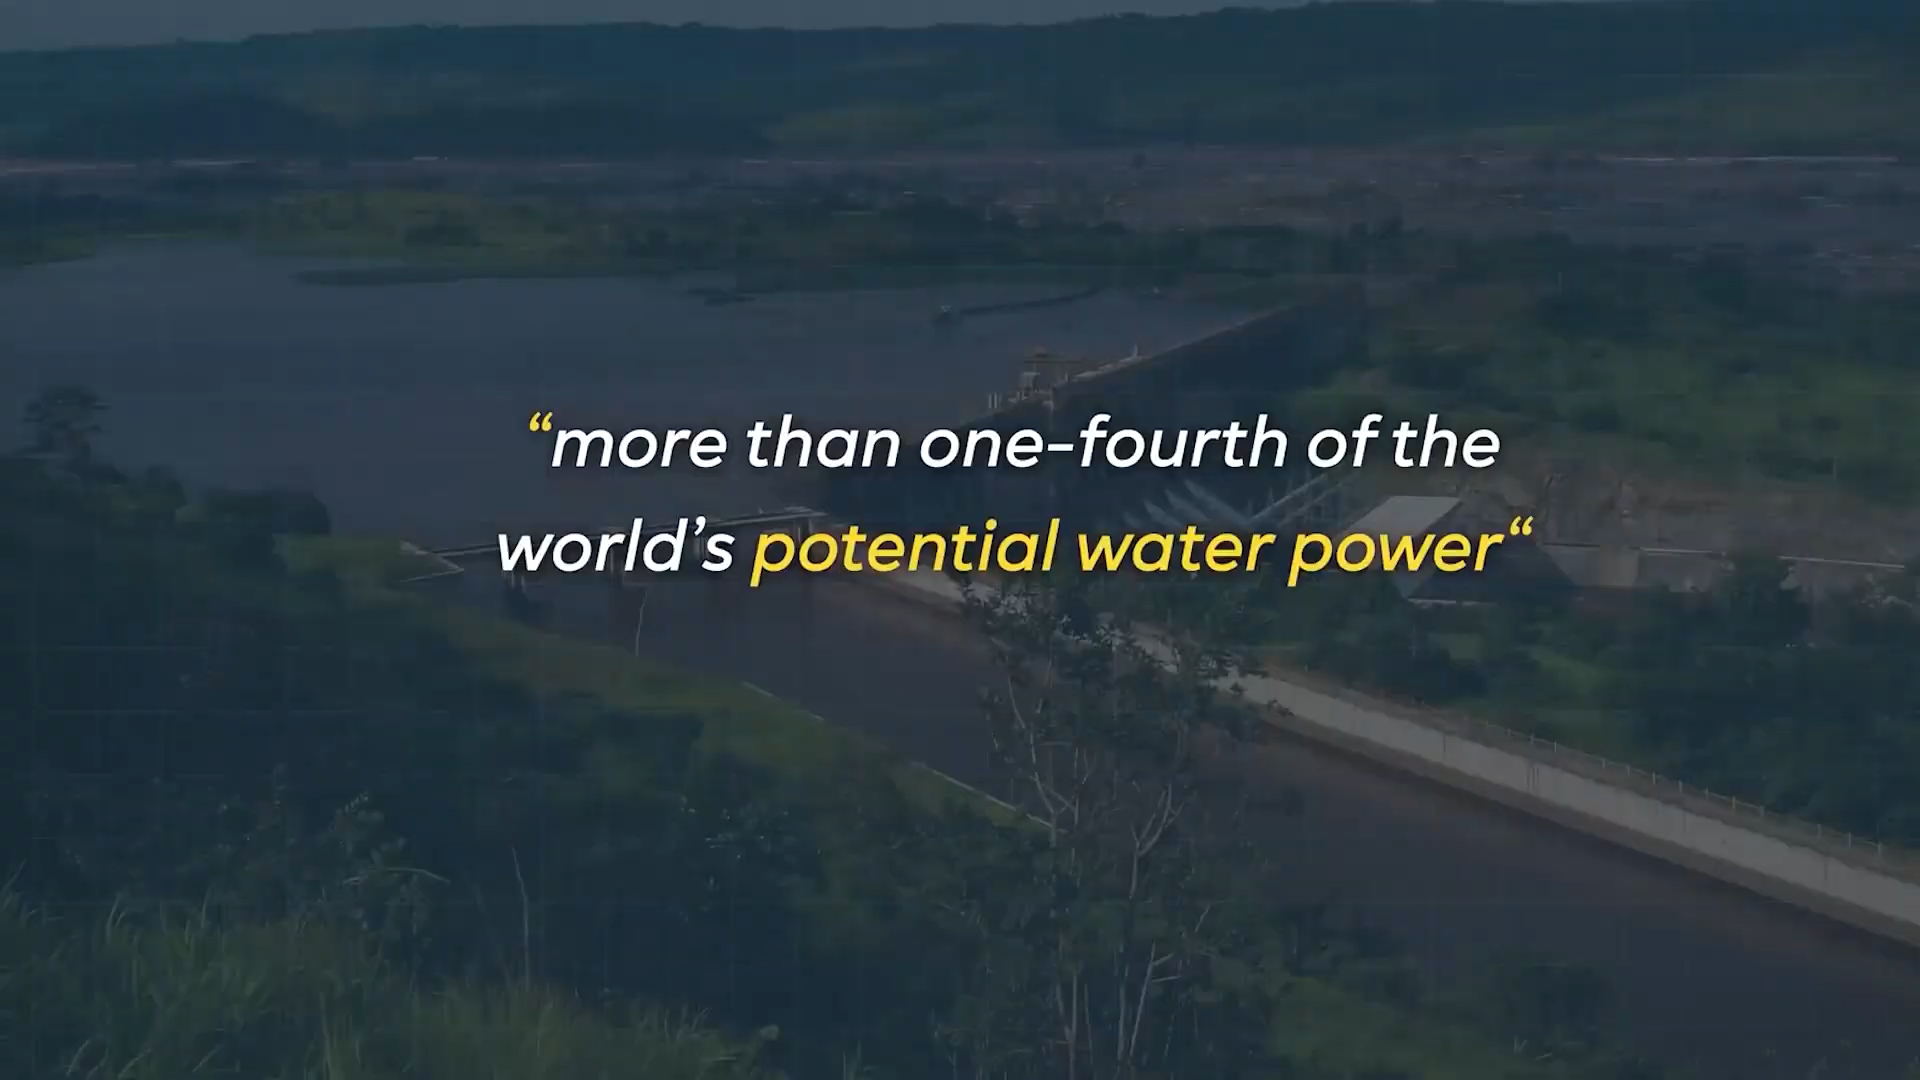 “more than one-fourth of the
world’s potential water power“